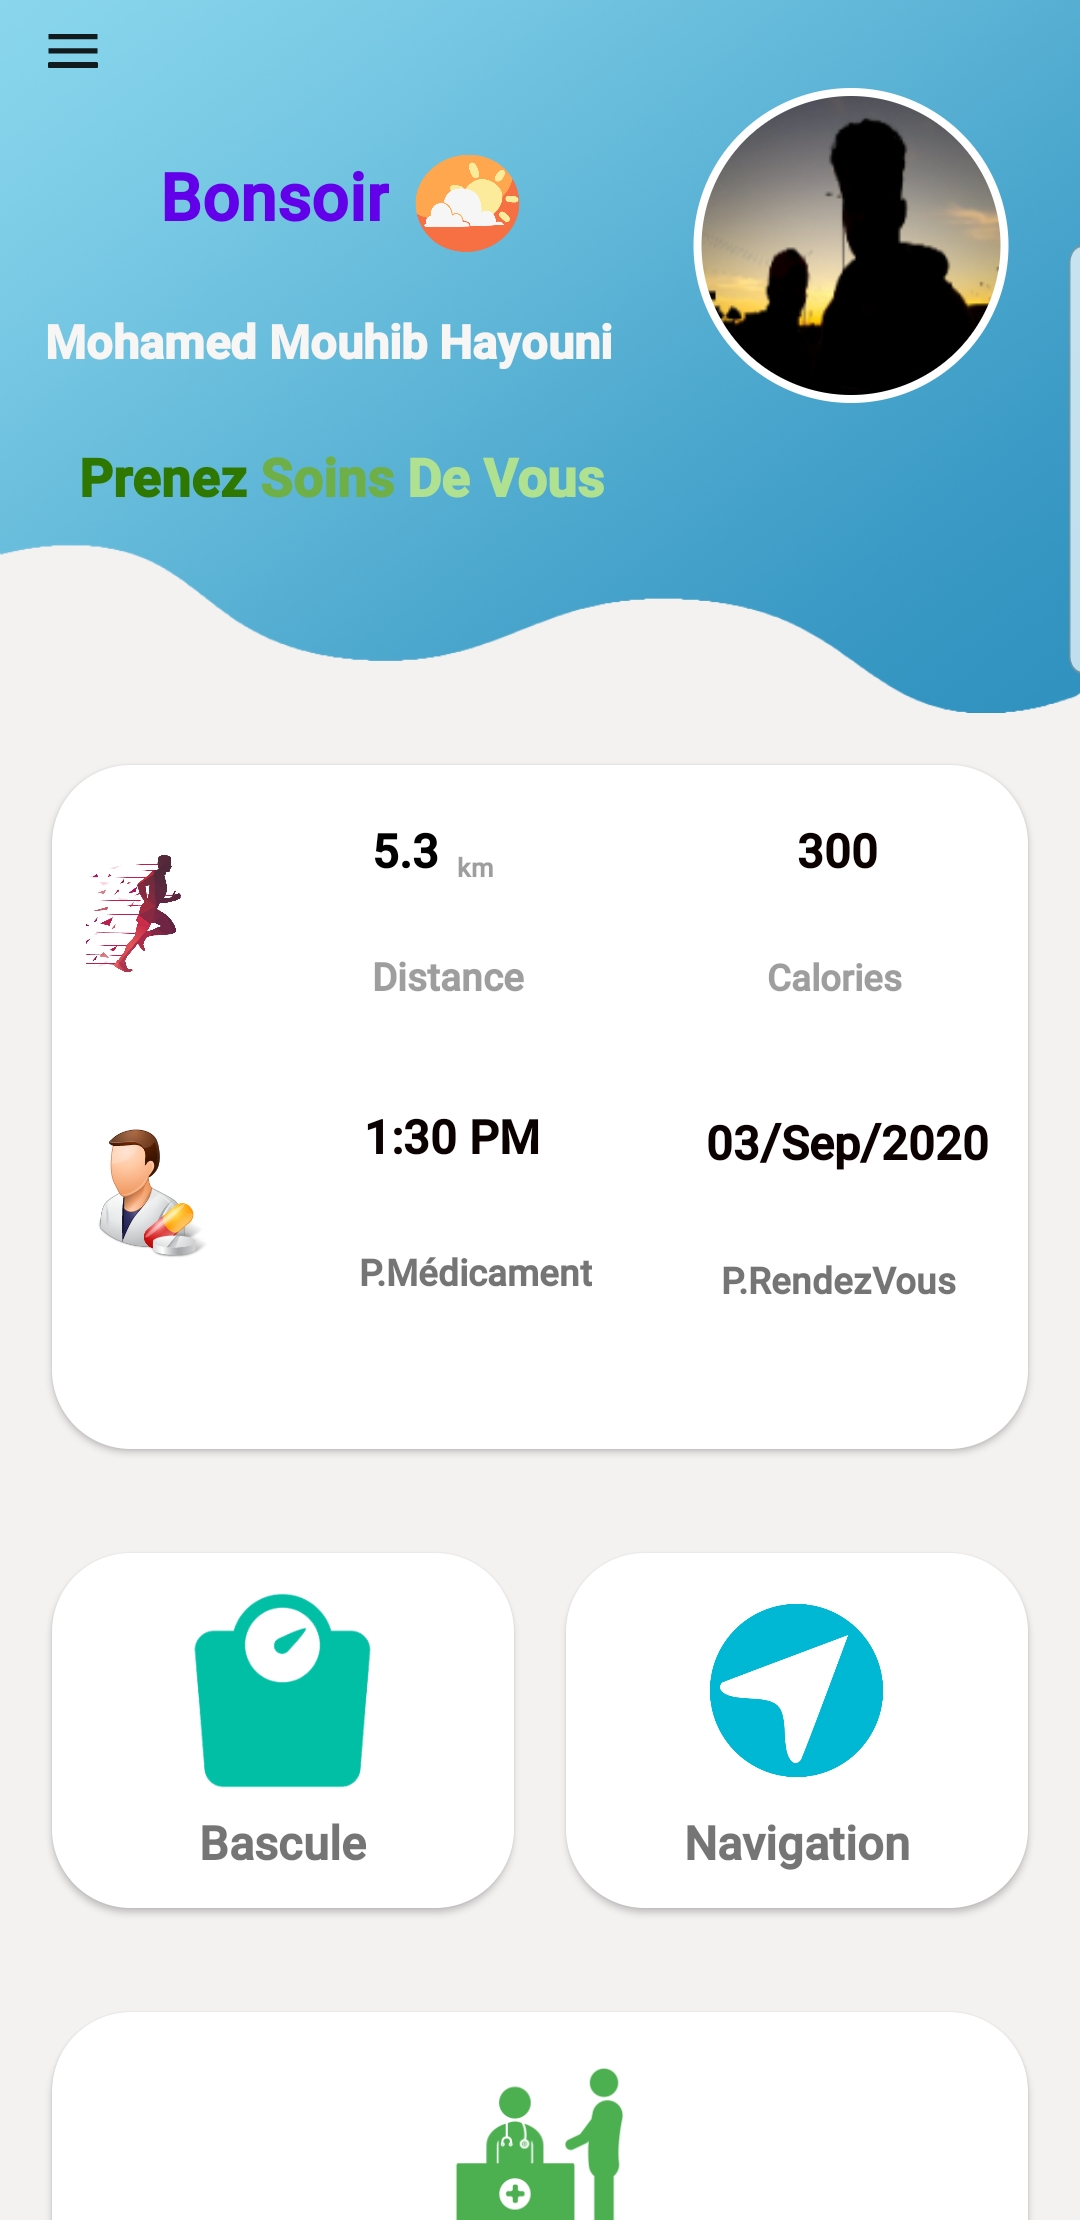 Bonsoir
Mohamed Mouhib Hayouni
Prenez Soins De Vous
5.3 km
300
Distance
Calories
1:30 PM
03/Sep/2020
P.Médicament
P.RendezVous
Bascule
Navigation